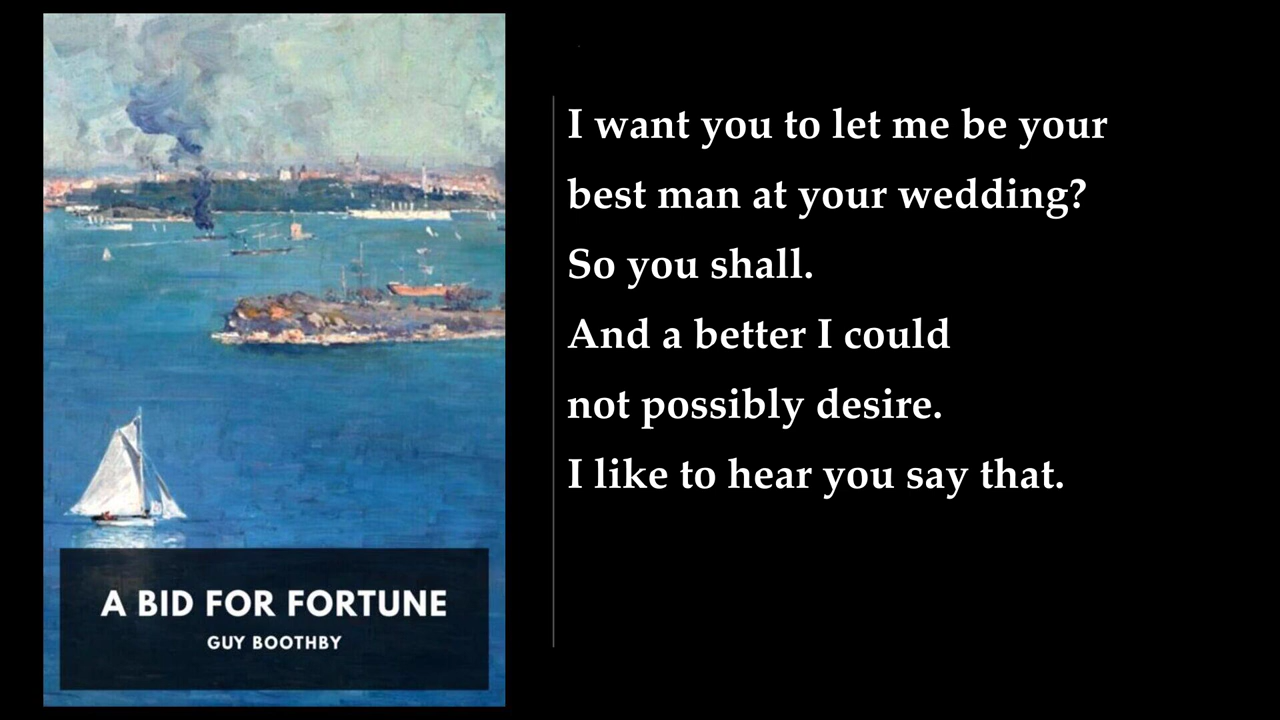 A BID FOR FORTUNE
GUY BOOTHBY
I want you to let me be your
best man at your wedding?
So you shall.
And a better I could
not possibly desire.
I like to hear you say that.